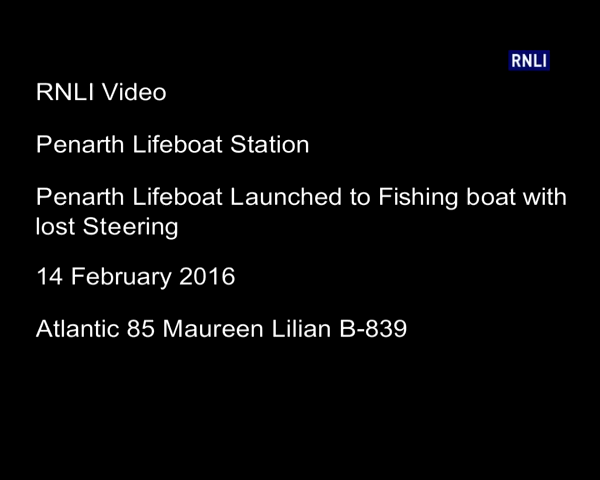 RNLI
RNLI Video
Penarth Lifeboat Station
Penarth Lifeboat Launched to Fishing boat with
lost Steering
14 February 2016
Atlantic 85 Maureen Lilian B-839